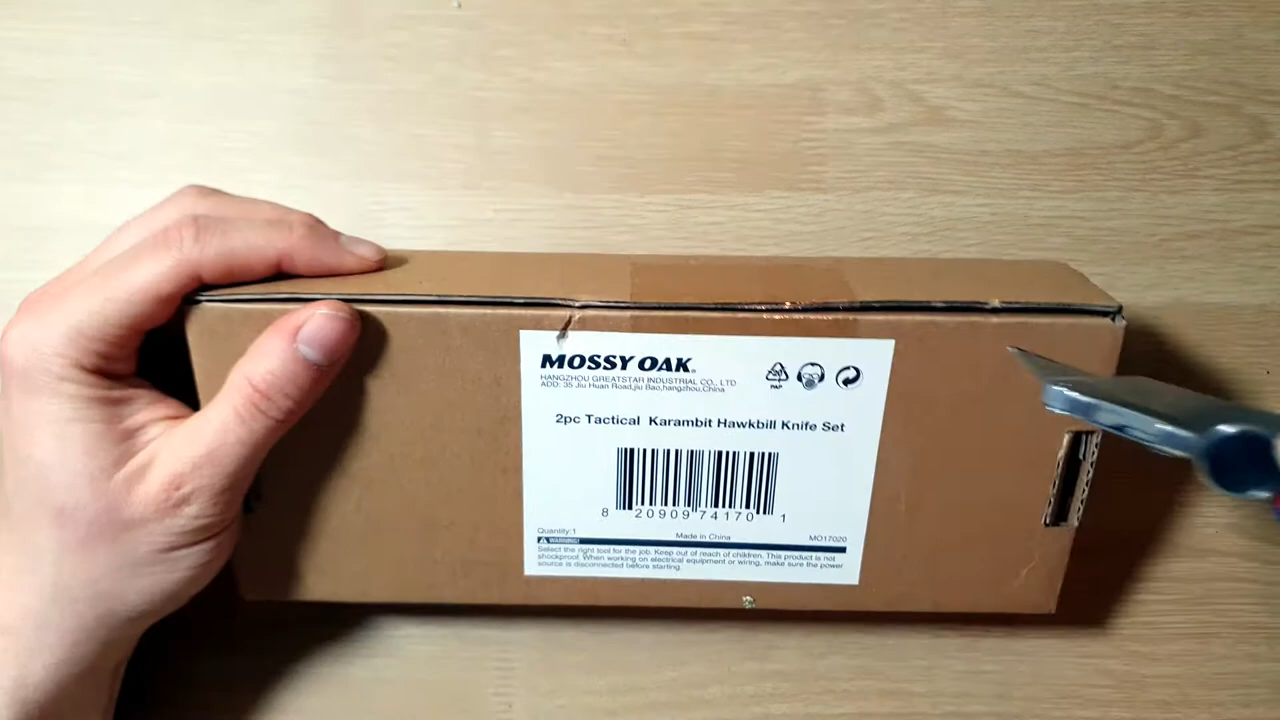 MOSSY OAK®
HANGZHOU GREATSTAR INDUSTRIAL CO., LTD
ADD: 35 Jiu Huan Road,jiu Bao,hangzhou,China
PAP
2pc Tactical Karambit Hawkbill Knife Set
8 20909 74170 1
Quantity:1
Made in China
MO17020
WARNING!
Select the right tool for the job. Keep out of reach of children. This product is not
shockproof. When working on electrical equipment or wiring, make sure the power
source is disconnected before starting.